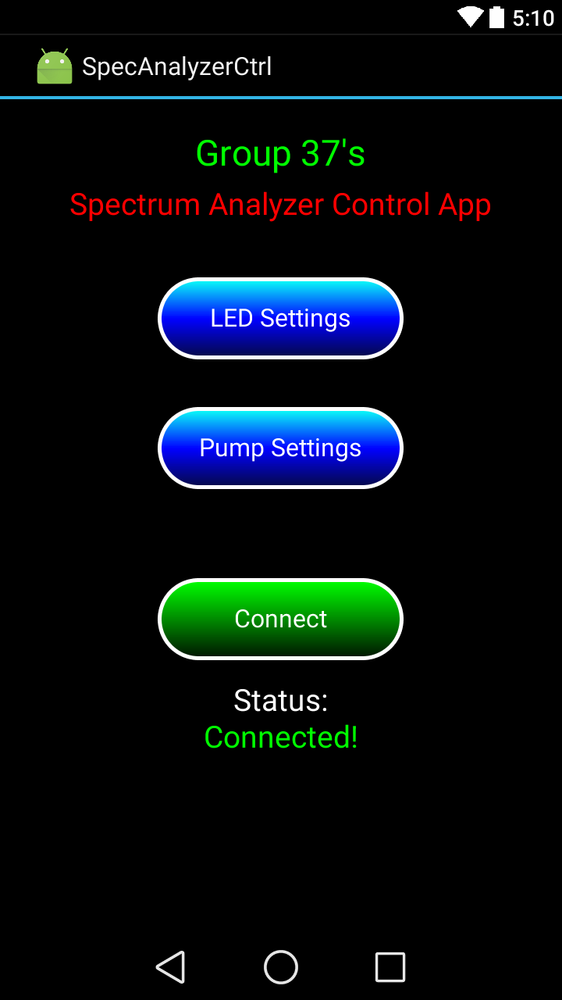 5:10
SpecAnalyzerCtrl
Group 37's
Spectrum Analyzer Control App
LED Settings
Pump Settings
Connect
Status:
Connected!